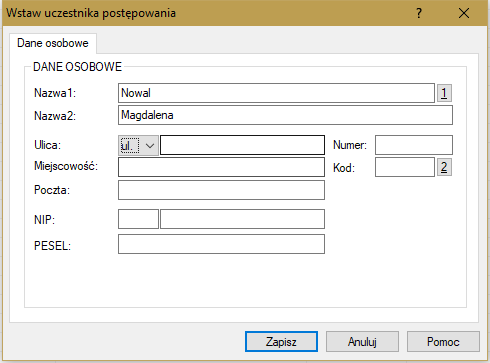 Wstaw uczestnika postępowania
Dane osobowe
DANE OSOBOWE
Nazwa1: Nowal 1
Nazwa2: Magdalena
Ulica: ul. Numer:
Miejscowość: Kod: 2
Poczta:
NIP:
PESEL:
Zapisz Anuluj Pomoc